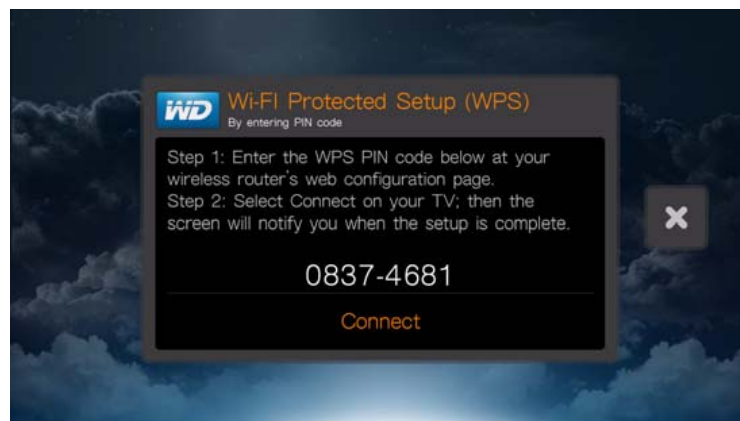 WD
Wi-FI Protected Setup (WPS)
By entering PIN code
Step 1: Enter the WPS PIN code below at your
wireless router's web configuration page.
Step 2: Select Connect on your TV; then the
screen will notify you when the setup is complete.
0837-4681
Connect